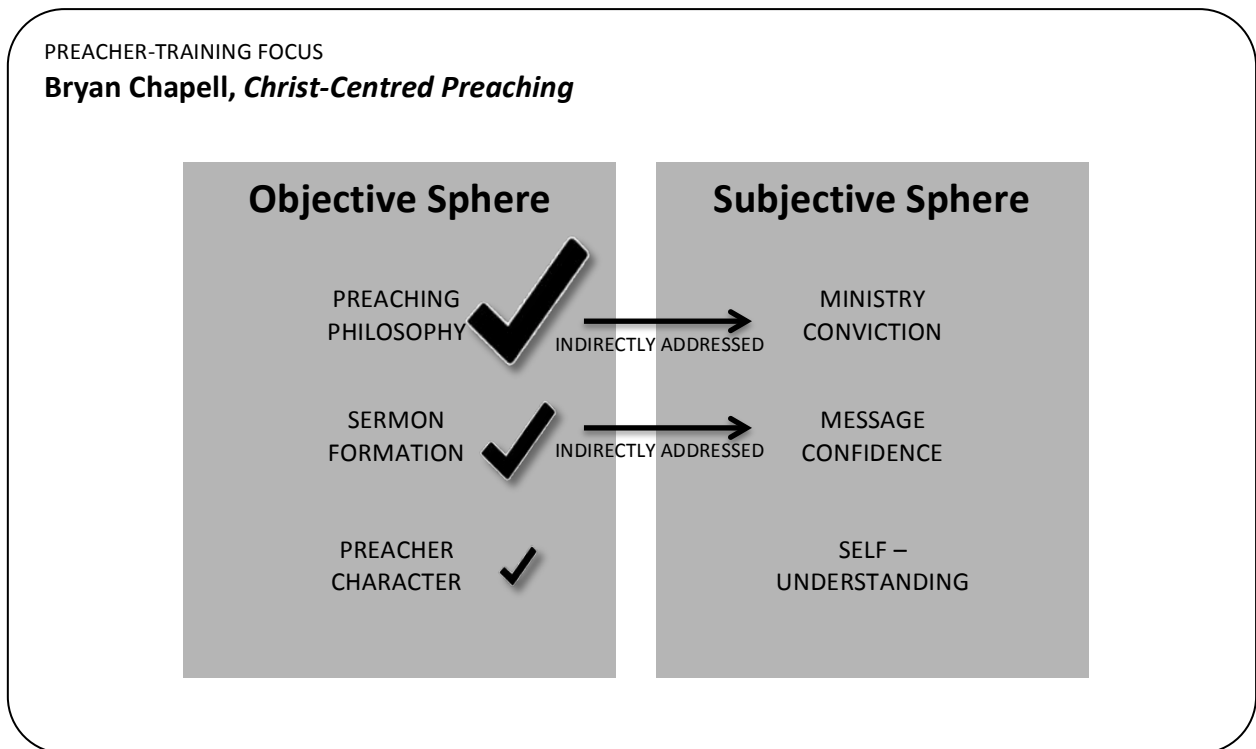 PREACHER-TRAINING FOCUS
Bryan Chapell, Christ-Centred Preaching
Objective Sphere
PREACHING
PHILOSOPHY
SERMON
FORMATION
PREACHER
CHARACTER
INDIRECTLY ADDRESSED
INDIRECTLY ADDRESSED
Subjective Sphere
MINISTRY
CONVICTION
MESSAGE
CONFIDENCE
SELF –
UNDERSTANDING